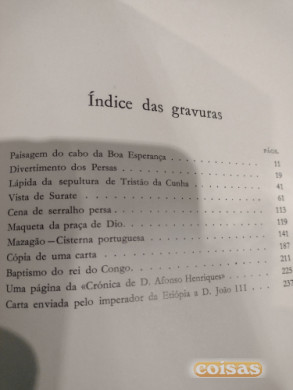 Índice das gravuras
PÁGS.
Paisagem do cabo da Boa Esperança . . . . . . 11
Divertimento dos Persas . . . . . . . . 19
Lápida da sepultura de Tristão da Cunha . . . . 41
Vista de Surate . . . . . . . . . . 61
Cena de serralho persa . . . . . . . . 113
Maqueta da praça de Dio . . . . . . . . 119
Mazagão — Cisterna portuguesa . . . . . . 141
Cópia de uma carta . . . . . . . . . 187
Baptismo do rei do Congo. . . . . . . . 211
Uma página da «Crónica de D. Afonso Henriques» . . 225
Carta enviada pelo imperador da Etiópia a D. João III . 237
coisas